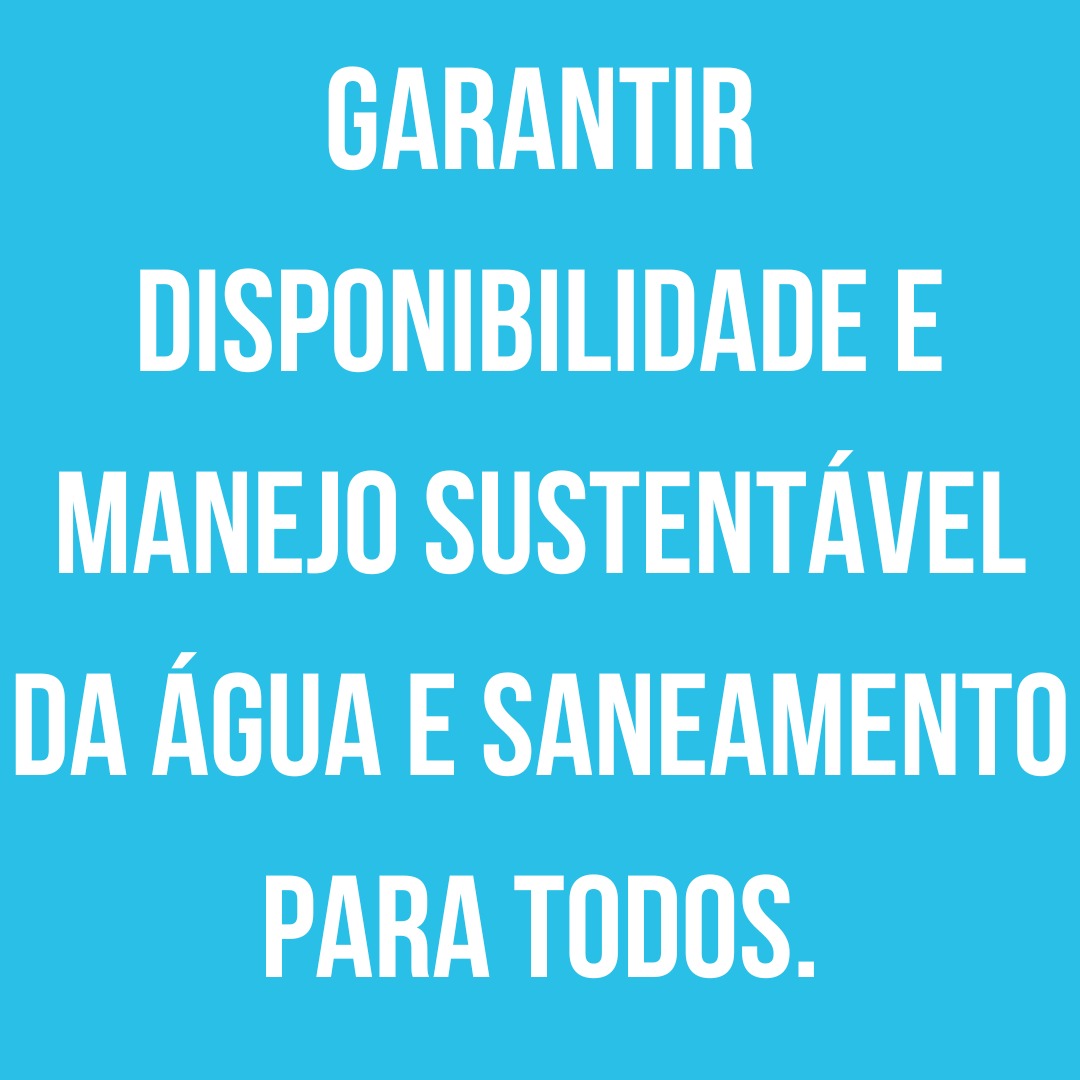 GARANTIR
DISPONIBILIDADE E
MANEJO SUSTENTÁVEL
DA ÁGUA E SANEAMENTO
PARA TODOS.